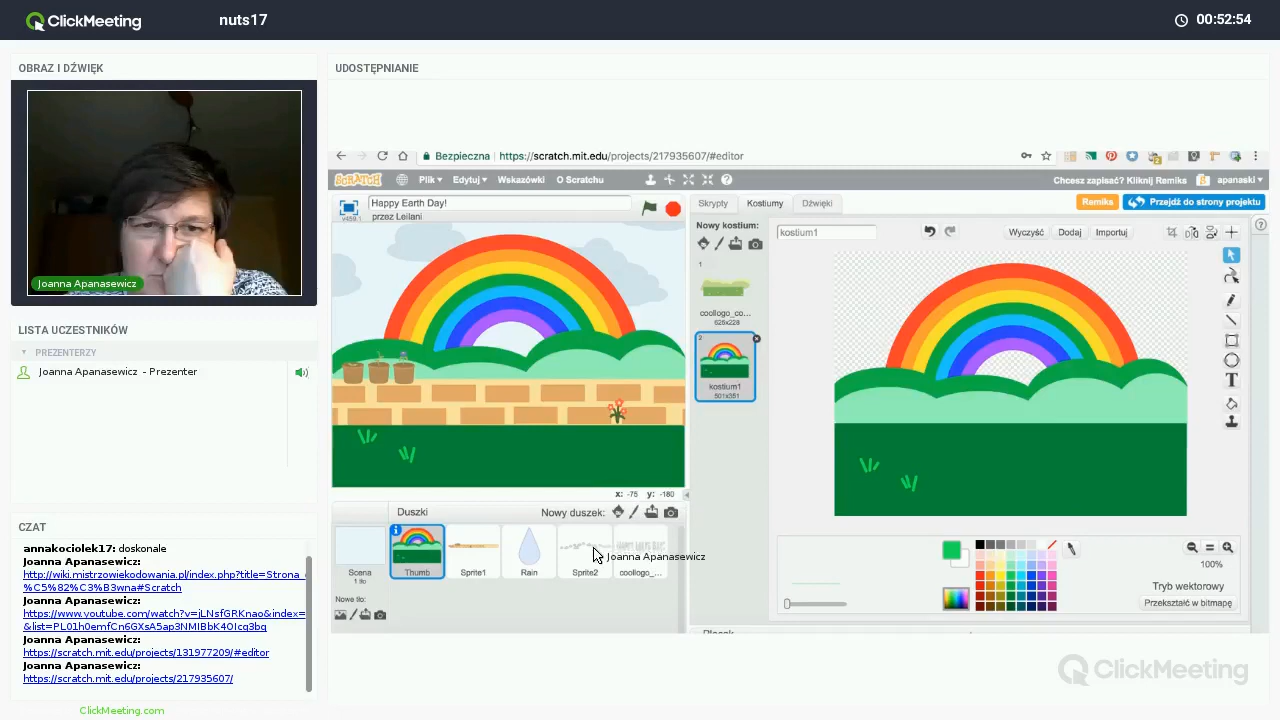 ClickMeeting
nuts17
00:52:54
OBRAZ I DŹWIĘK
Joanna Apanasewicz
LISTA UCZESTNIKÓW
PREZENTERZY
Joanna Apanasewicz - Prezenter
CZAT
annakociolek17: doskonale
Joanna Apanasewicz:
http://wiki.mistrzowiekodowania.pl/index.php?title=Strona_
%C5%82%C3%B3wna#Scratch
Joanna Apanasewicz:
https://www.youtube.com/watch?v=jLNsfGRKnao&index=
&list=PL01h0emfCn6GXsA5ap3NMIBbK4OIcq3bq
Joanna Apanasewicz:
https://scratch.mit.edu/projects/131977209/#editor
Joanna Apanasewicz:
https://scratch.mit.edu/projects/217935607/
ClickMeeting.com
UDOSTĘPNIANIE
Bezpieczna https://scratch.mit.edu/projects/217935607/#editor
SCRATCH Plik Edytuj Wskazówki O Scratchu
Chcesz zapisać? Kliknij Remiks apanaski
Happy Earth Day!
przez Leilani
v459.1
Skrypty Kostiumy Dźwięki
Remiks Przejdź do strony projektu
Nowy kostium:
kostium1
Wyczyść Dodaj Importuj
1
coollogo_co...
626x228
2
kostium1
501x351
x: -75 y: -180
Duszki
Nowy duszek:
Scena
1 tło
Thumb
Sprite1
Rain
Sprite2
coollogo_...
Joanna Apanasewicz
Nowe tło:
100%
Tryb wektorowy
Przekształć w bitmapę
ClickMeeting